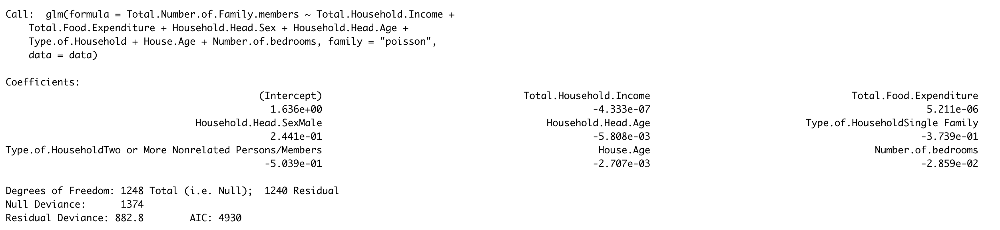 Call:  glm(formula = Total.Number.of.Family.members ~ Total.Household.Income +
    Total.Food.Expenditure + Household.Head.Sex + Household.Head.Age +
    Type.of.Household + House.Age + Number.of.bedrooms, family = "poisson",
    data = data)

Coefficients:
(Intercept) Total.Household.Income Total.Food.Expenditure
1.636e+00 -4.333e-07 5.211e-06
Household.Head.SexMale Household.Head.Age Type.of.HouseholdSingle Family
2.441e-01 -5.808e-03 -3.739e-01
Type.of.HouseholdTwo or More Nonrelated Persons/Members House.Age Number.of.bedrooms
-5.039e-01 -2.707e-03 -2.859e-02

Degrees of Freedom: 1248 Total (i.e. Null);  1240 Residual
Null Deviance:      1374
Residual Deviance: 882.8        AIC: 4930